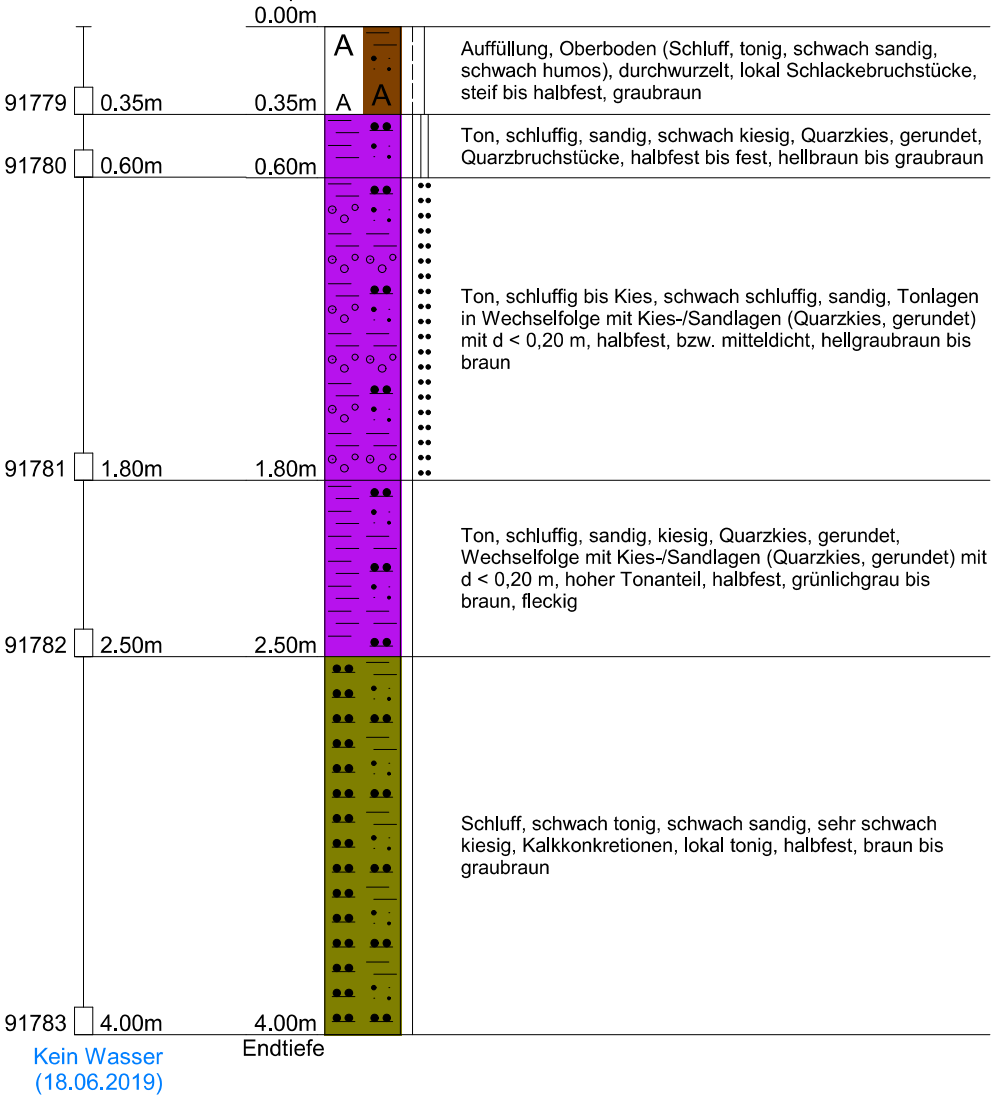 0.00m
A
Auffüllung, Oberboden (Schluff, tonig, schwach sandig,
schwach humos), durchwurzelt, lokal Schlackebruchstücke,
steif bis halbfest, graubraun
91779 0.35m 0.35m A A
Ton, schluffig, sandig, schwach kiesig, Quarzkies, gerundet,
Quarzbruchstücke, halbfest bis fest, hellbraun bis graubraun
91780 0.60m 0.60m
Ton, schluffig bis Kies, schwach schluffig, sandig, Tonlagen
in Wechselfolge mit Kies-/Sandlagen (Quarzkies, gerundet)
mit d < 0,20 m, halbfest, bzw. mitteldicht, hellgraubraun bis
braun
91781 1.80m 1.80m
Ton, schluffig, sandig, kiesig, Quarzkies, gerundet,
Wechselfolge mit Kies-/Sandlagen (Quarzkies, gerundet) mit
d < 0,20 m, hoher Tonanteil, halbfest, grünlichgrau bis
braun, fleckig
91782 2.50m 2.50m
Schluff, schwach tonig, schwach sandig, sehr schwach
kiesig, Kalkkonkretionen, lokal tonig, halbfest, braun bis
graubraun
91783 4.00m 4.00m
Endtiefe
Kein Wasser
(18.06.2019)